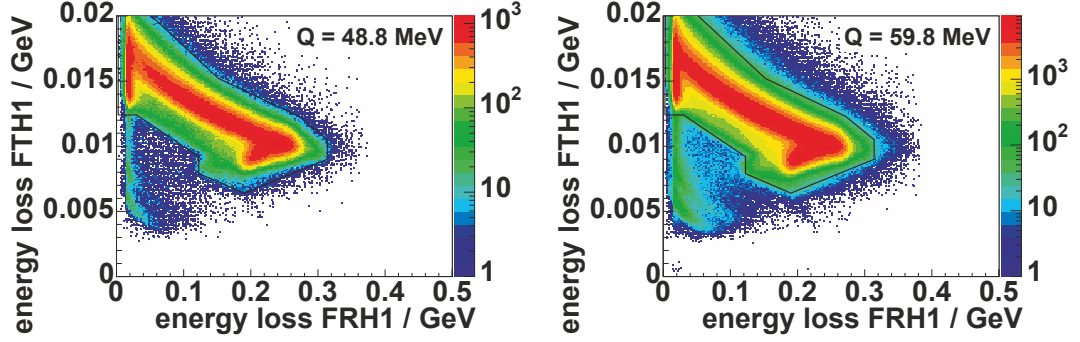 energy loss FTH1 / GeV
0.02
0.015
0.01
0.005
0
Q = 48.8 MeV
10³
10²
10
1
0 0.1 0.2 0.3 0.4 0.5
energy loss FRH1 / GeV
energy loss FTH1 / GeV
0.02
0.015
0.01
0.005
0
Q = 59.8 MeV
10³
10²
10
1
0 0.1 0.2 0.3 0.4 0.5
energy loss FRH1 / GeV